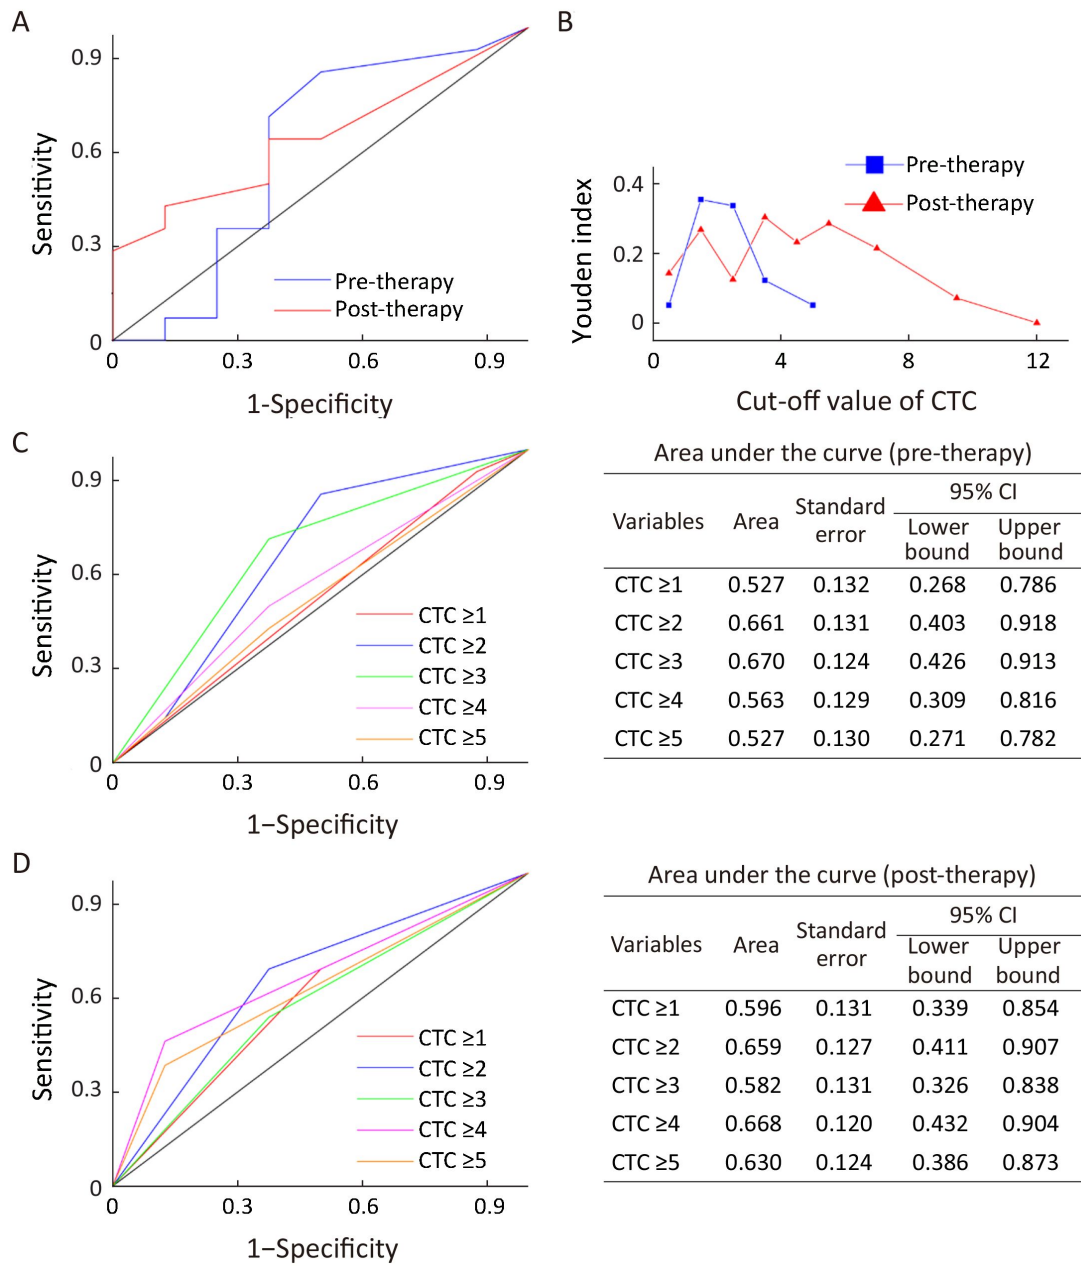 A
Sensitivity
0.9
0.6
0.3
0
0 0.3 0.6 0.9
1-Specificity
Pre-therapy
Post-therapy
B
Youden index
0.4
0.2
0
0 4 8 12
Cut-off value of CTC
Pre-therapy
Post-therapy
C
Sensitivity
0.9
0.6
0.3
0
0 0.3 0.6 0.9
1−Specificity
CTC ≥1
CTC ≥2
CTC ≥3
CTC ≥4
CTC ≥5
Area under the curve (pre-therapy)
Variables Area Standard error 95% CI
Lower bound Upper bound
CTC ≥1 0.527 0.132 0.268 0.786
CTC ≥2 0.661 0.131 0.403 0.918
CTC ≥3 0.670 0.124 0.426 0.913
CTC ≥4 0.563 0.129 0.309 0.816
CTC ≥5 0.527 0.130 0.271 0.782
D
Sensitivity
0.9
0.6
0.3
0
0 0.3 0.6 0.9
1−Specificity
CTC ≥1
CTC ≥2
CTC ≥3
CTC ≥4
CTC ≥5
Area under the curve (post-therapy)
Variables Area Standard error 95% CI
Lower bound Upper bound
CTC ≥1 0.596 0.131 0.339 0.854
CTC ≥2 0.659 0.127 0.411 0.907
CTC ≥3 0.582 0.131 0.326 0.838
CTC ≥4 0.668 0.120 0.432 0.904
CTC ≥5 0.630 0.124 0.386 0.873